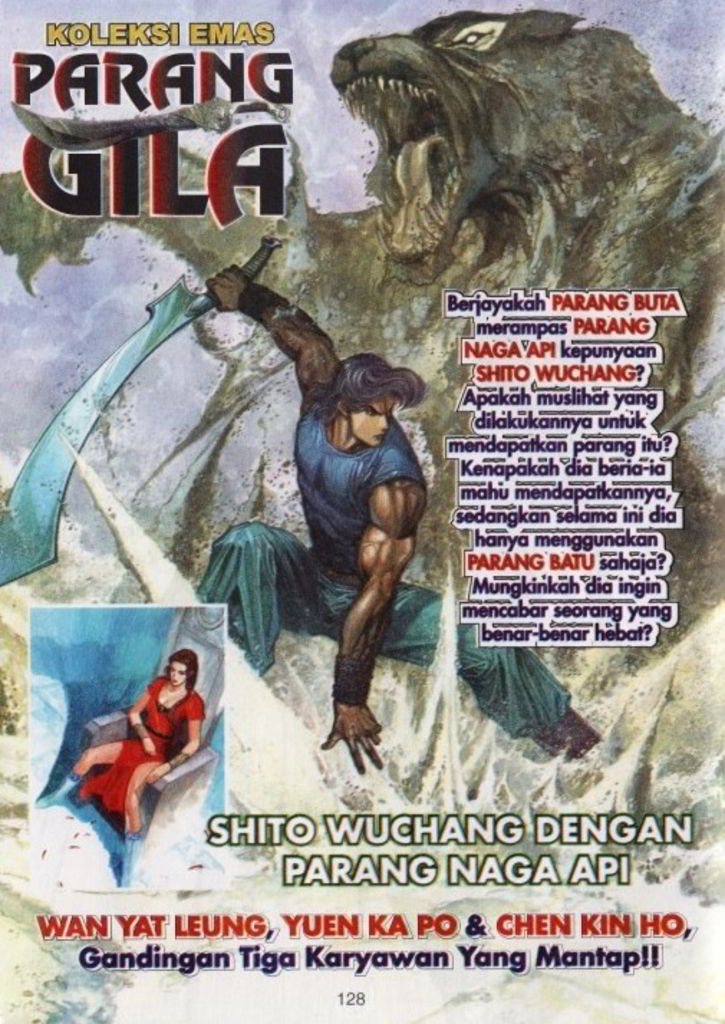 KOLEKSI EMAS
PARANG
GILA
Berjayakah PARANG BUTA
merampas PARANG
NAGA API kepunyaan
SHITO WUCHANG?
Apakah muslihat yang
dilakukannya untuk
mendapatkan parang itu?
Kenapakah dia beria-ia
mahu mendapatkannya,
sedangkan selama ini dia
hanya menggunakan
PARANG BATU sahaja?
Mungkinkah dia ingin
mencabar seorang yang
benar-benar hebat?
SHITO WUCHANG DENGAN
PARANG NAGA API
WAN YAT LEUNG, YUEN KA PO & CHEN KIN HO,
Gandingan Tiga Karyawan Yang Mantap!!
128